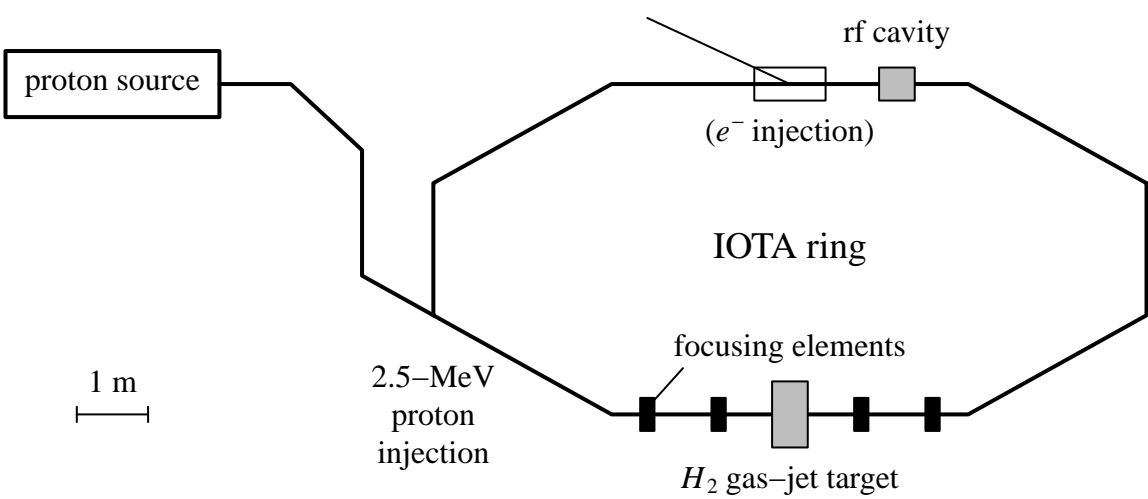 rf cavity
proton source
(e⁻ injection)
IOTA ring
focusing elements
1 m
2.5−MeV
proton
injection
H₂ gas−jet target